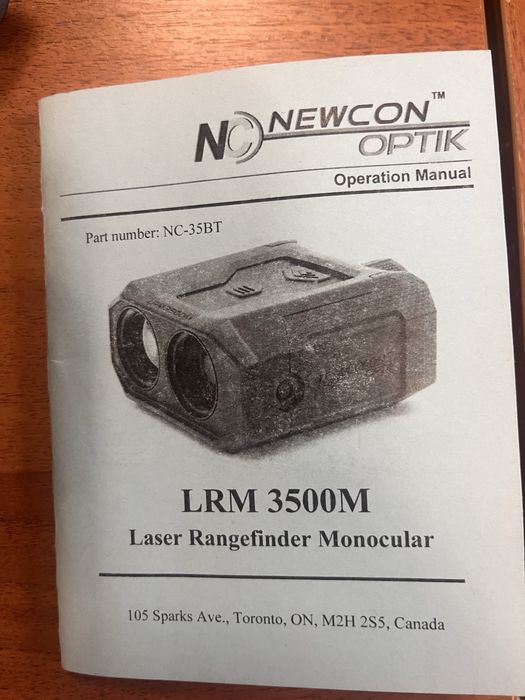 NC NEWCON™
OPTIK
Operation Manual
Part number: NC-35BT
LRM 3500M
Laser Rangefinder Monocular
105 Sparks Ave., Toronto, ON, M2H 2S5, Canada